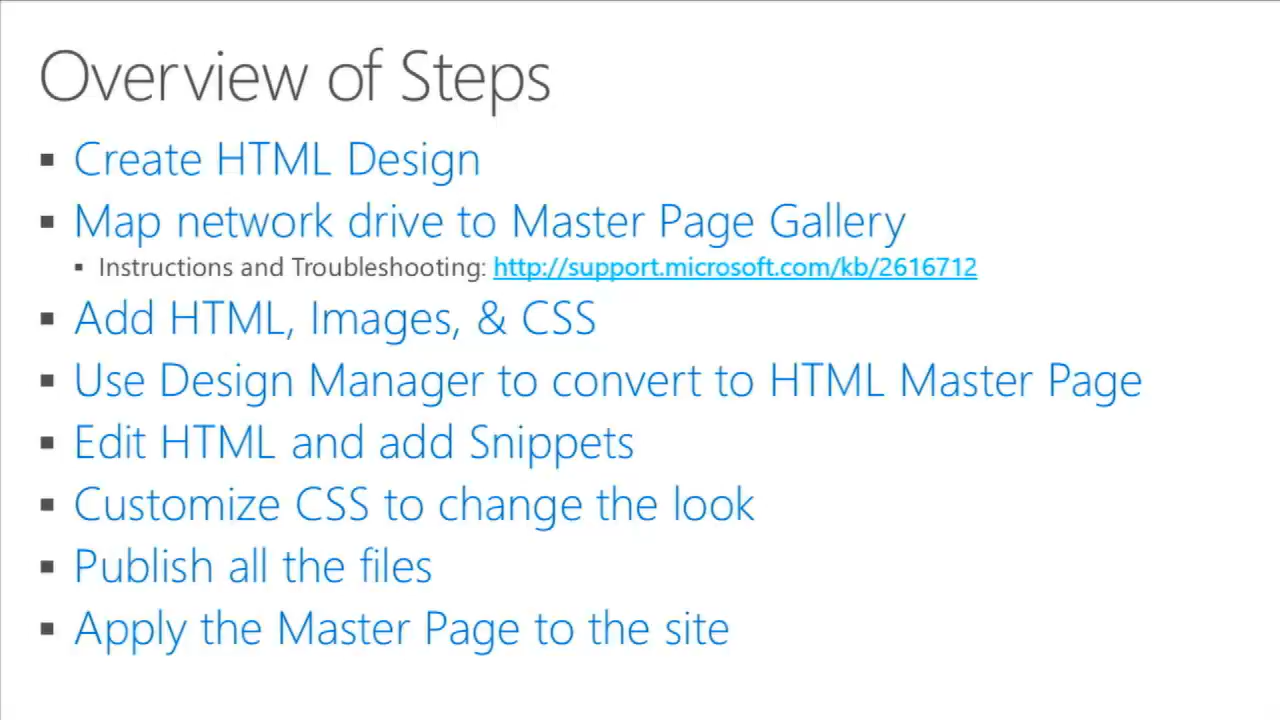 Overview of Steps
▪ Create HTML Design
▪ Map network drive to Master Page Gallery
▪ Instructions and Troubleshooting: http://support.microsoft.com/kb/2616712
▪ Add HTML, Images, & CSS
▪ Use Design Manager to convert to HTML Master Page
▪ Edit HTML and add Snippets
▪ Customize CSS to change the look
▪ Publish all the files
▪ Apply the Master Page to the site